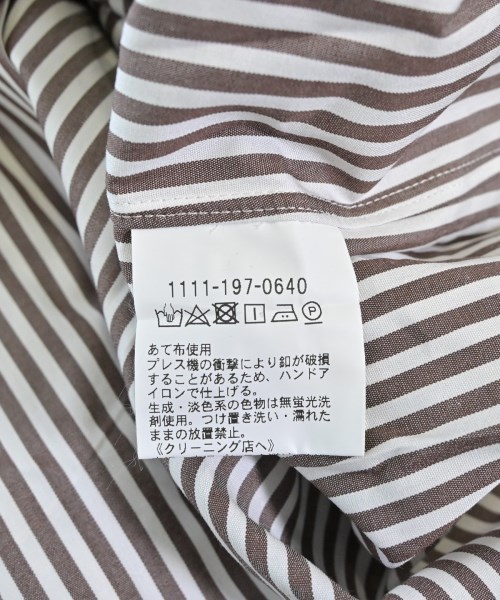 1111-197-0640
あて布使用
プレス機の衝撃により釦が破損
することがあるため、ハンドア
イロンで仕上げる。
生成・淡色系の色物は無蛍光洗
剤使用。つけ置き洗い・濡れた
ままの放置禁止。
《クリーニング店へ》